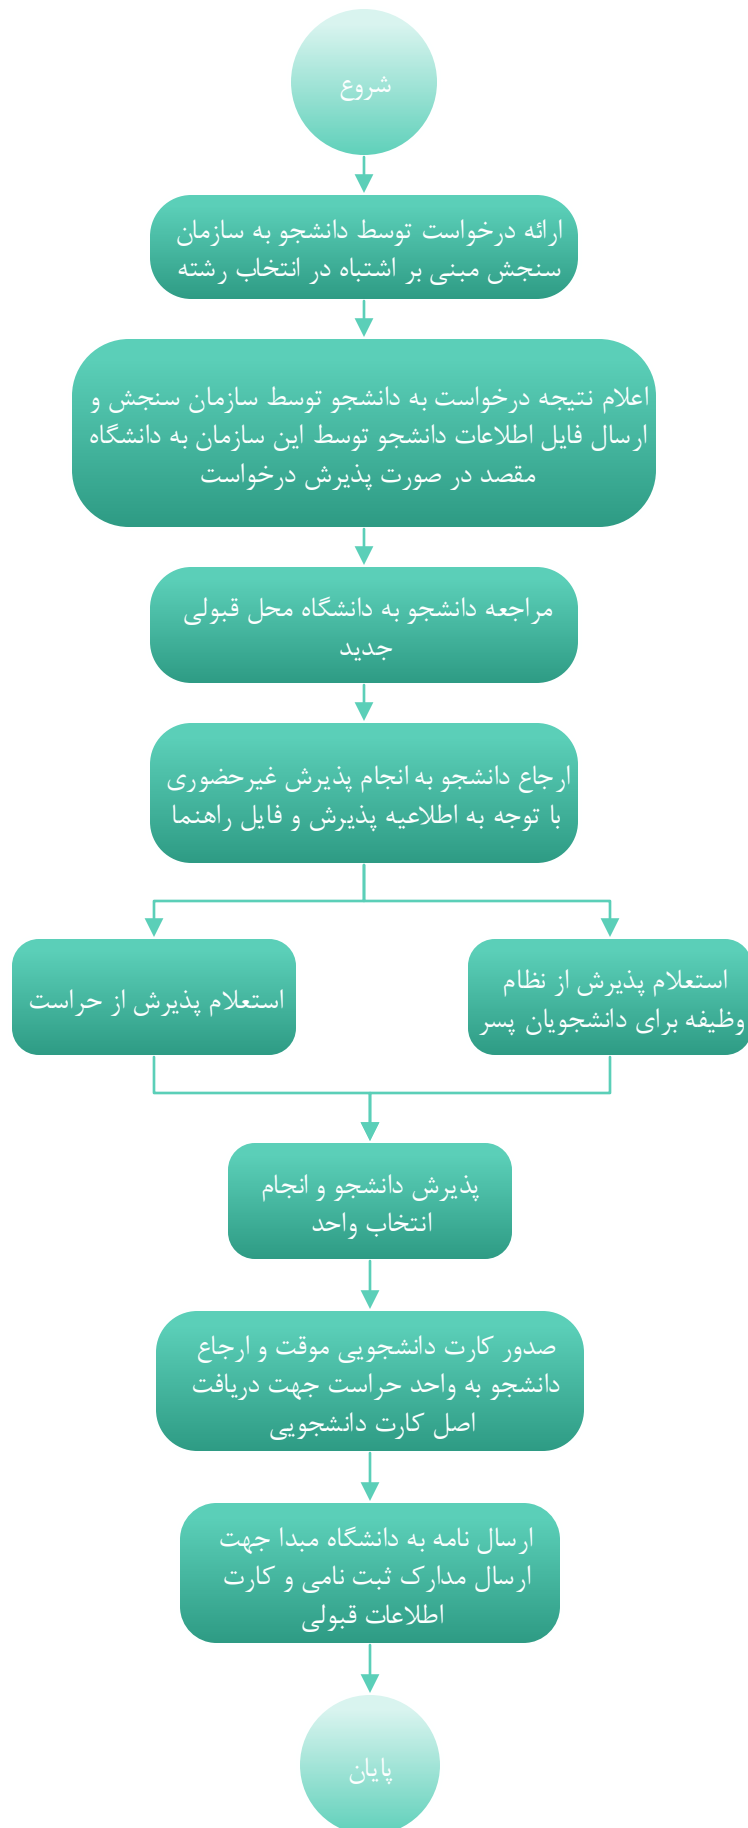 شروع
ارائه درخواست توسط دانشجو به سازمان
سنجش مبنی بر اشتباه در انتخاب رشته
اعلام نتیجه درخواست به دانشجو توسط سازمان سنجش و
ارسال فایل اطلاعات دانشجو توسط این سازمان به دانشگاه
مقصد در صورت پذیرش درخواست
مراجعه دانشجو به دانشگاه محل قبولی
جدید
ارجاع دانشجو به انجام پذیرش غیرحضوری
با توجه به اطلاعیه پذیرش و فایل راهنما
استعلام پذیرش از نظام
وظیفه برای دانشجویان پسر
استعلام پذیرش از حراست
پذیرش دانشجو و انجام
انتخاب واحد
صدور کارت دانشجویی موقت و ارجاع
دانشجو به واحد حراست جهت دریافت
اصل کارت دانشجویی
ارسال نامه به دانشگاه مبدا جهت
ارسال مدارک ثبت نامی و کارت
اطلاعات قبولی
پایان